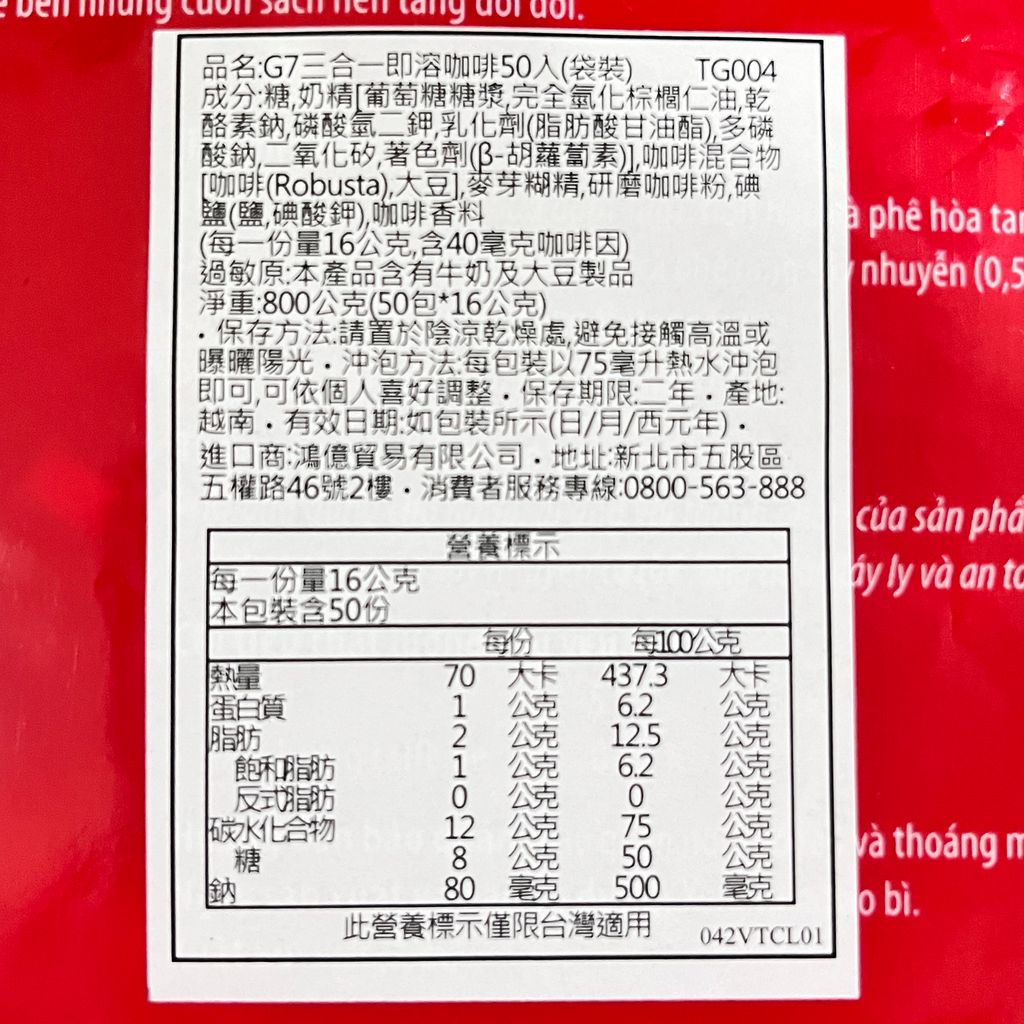 bên những cuốn sách nền tảng đổi đời.
品名:G7三合一即溶咖啡50入(袋裝) TG004
成分:糖,奶精[葡萄糖糖漿,完全氫化棕櫚仁油,乾
酪素鈉,磷酸氫二鉀,乳化劑(脂肪酸甘油酯),多磷
酸鈉,二氧化矽,著色劑(β-胡蘿蔔素)],咖啡混合物
[咖啡(Robusta),大豆],麥芽糊精,研磨咖啡粉,碘
鹽(鹽,碘酸鉀),咖啡香料
(每一份量16公克,含40毫克咖啡因)
過敏原:本產品含有牛奶及大豆製品
淨重:800公克(50包*16公克)
・保存方法:請置於陰涼乾燥處,避免接觸高溫或
曝曬陽光・沖泡方法:每包裝以75毫升熱水沖泡
即可,可依個人喜好調整・保存期限:二年・產地:
越南・有效日期:如包裝所示(日/月/西元年)・
進口商:鴻億貿易有限公司・地址:新北市五股區
五權路46號2樓・消費者服務專線:0800-563-888
營養標示
每一份量16公克
本包裝含50份
每份 每100公克
熱量 70 大卡 437.3 大卡
蛋白質 1 公克 6.2 公克
脂肪 2 公克 12.5 公克
飽和脂肪 1 公克 6.2 公克
反式脂肪 0 公克 0 公克
碳水化合物 12 公克 75 公克
糖 8 公克 50 公克
鈉 80 毫克 500 毫克
此營養標示僅限台灣適用 042VTCL01
à phê hòa tan
nhuyễn (0,5
của sản phẩ
áy ly và an to
và thoáng m
o bì.